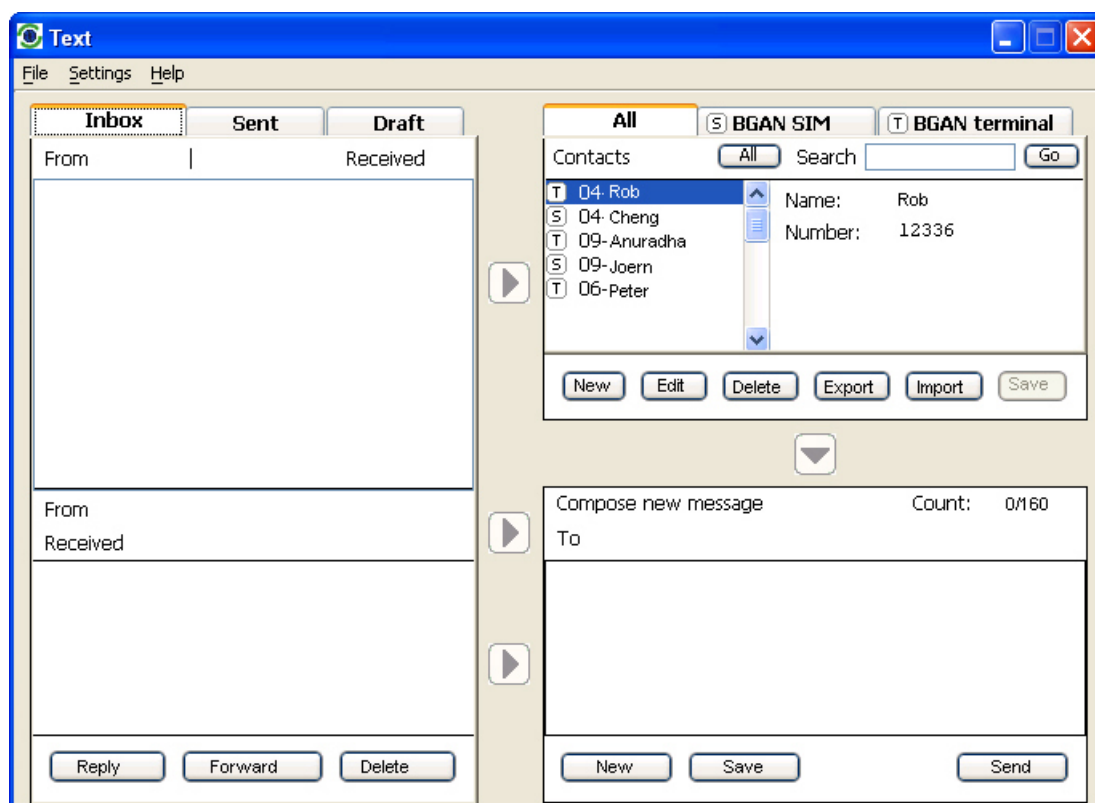 Text
File Settings Help
Inbox Sent Draft
From Received
From
Received
Reply Forward Delete
All S BGAN SIM T BGAN terminal
Contacts All Search Go
T 04- Rob
S 04- Cheng
T 09-Anuradha
S 09-Joern
T 06-Peter
Name: Rob
Number: 12336
New Edit Delete Export Import Save
Compose new message Count: 0/160
To
New Save Send